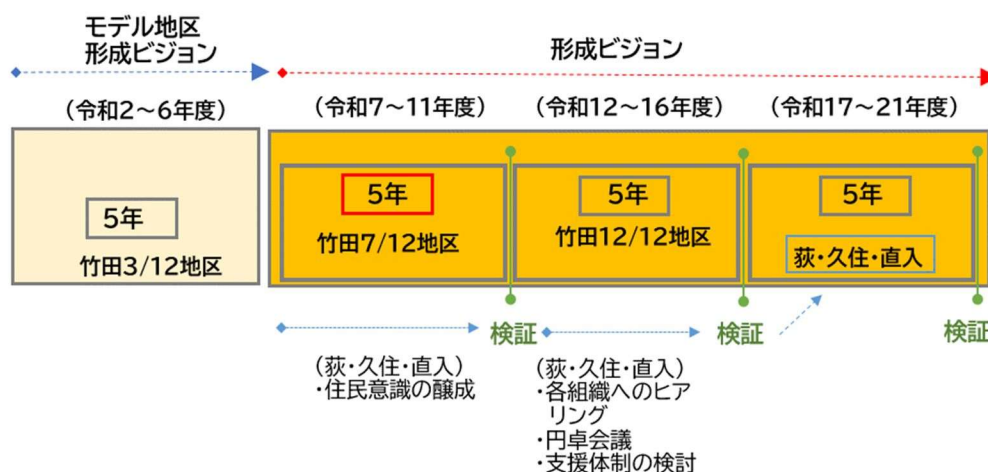 モデル地区
形成ビジョン
形成ビジョン
(令和2～6年度)
(令和7～11年度)
(令和12～16年度)
(令和17～21年度)
5年
竹田3/12地区
5年
竹田7/12地区
5年
竹田12/12地区
5年
荻・久住・直入
検証
検証
検証
(荻・久住・直入)
・住民意識の醸成
(荻・久住・直入)
・各組織へのヒア
リング
・円卓会議
・支援体制の検討